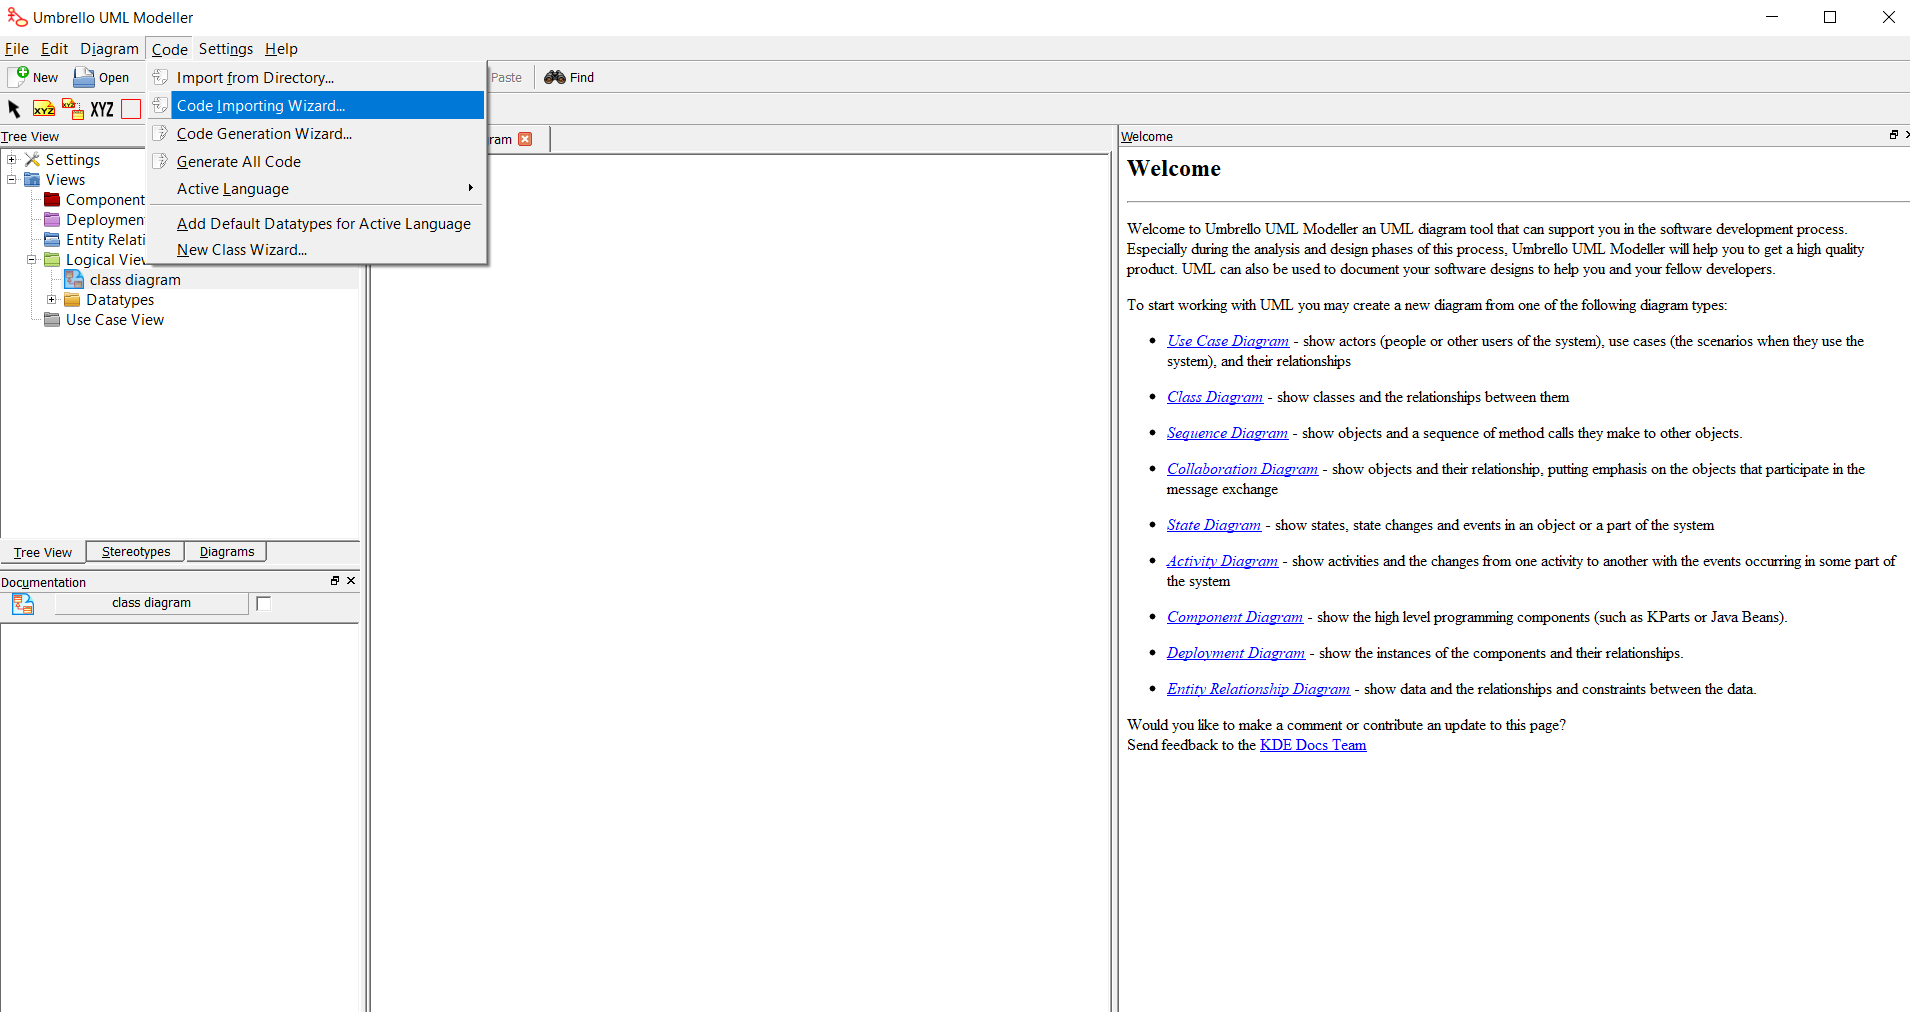 Umbrello UML Modeller
File Edit Diagram Code Settings Help
New Open Paste Find
XYZ XYZ XYZ
Import from Directory...
Code Importing Wizard...
Code Generation Wizard...
Generate All Code
Active Language
Add Default Datatypes for Active Language
New Class Wizard...
Tree View
Settings
Views
Component
Deploymen
Entity Relati
Logical View
class diagram
Datatypes
Use Case View
Tree View Stereotypes Diagrams
Documentation
class diagram
ram
Welcome
Welcome
Welcome to Umbrello UML Modeller an UML diagram tool that can support you in the software development process.
Especially during the analysis and design phases of this process, Umbrello UML Modeller will help you to get a high quality
product. UML can also be used to document your software designs to help you and your fellow developers.
To start working with UML you may create a new diagram from one of the following diagram types:
Use Case Diagram - show actors (people or other users of the system), use cases (the scenarios when they use the
system), and their relationships
Class Diagram - show classes and the relationships between them
Sequence Diagram - show objects and a sequence of method calls they make to other objects.
Collaboration Diagram - show objects and their relationship, putting emphasis on the objects that participate in the
message exchange
State Diagram - show states, state changes and events in an object or a part of the system
Activity Diagram - show activities and the changes from one activity to another with the events occurring in some part of
the system
Component Diagram - show the high level programming components (such as KParts or Java Beans).
Deployment Diagram - show the instances of the components and their relationships.
Entity Relationship Diagram - show data and the relationships and constraints between the data.
Would you like to make a comment or contribute an update to this page?
Send feedback to the KDE Docs Team